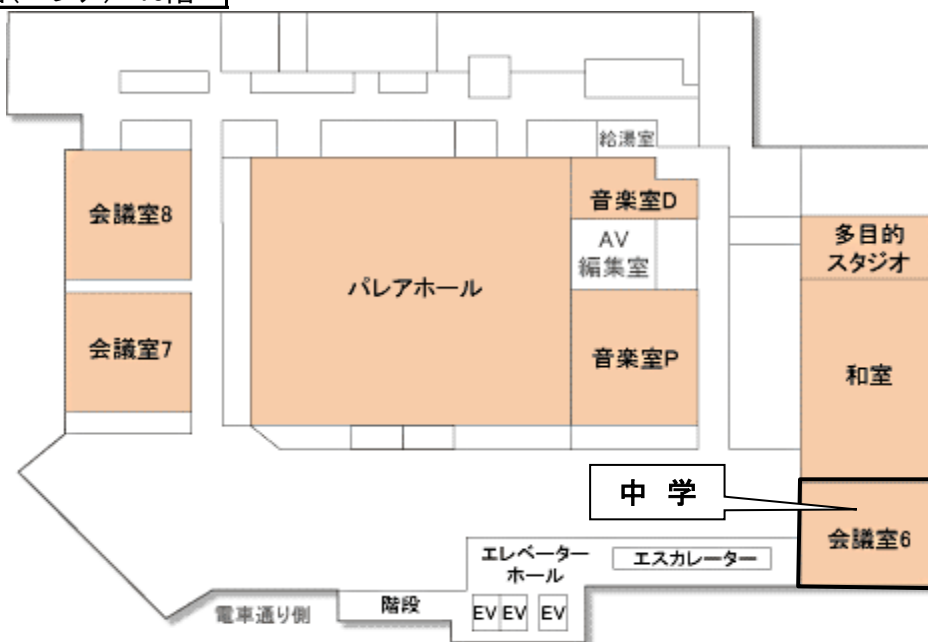 給湯室
会議室8
音楽室D
AV
編集室
多目的
スタジオ
パレアホール
会議室7
音楽室P
和室
中 学
会議室6
エレベーター
ホール
エスカレーター
階段
電車通り側
EV EV EV